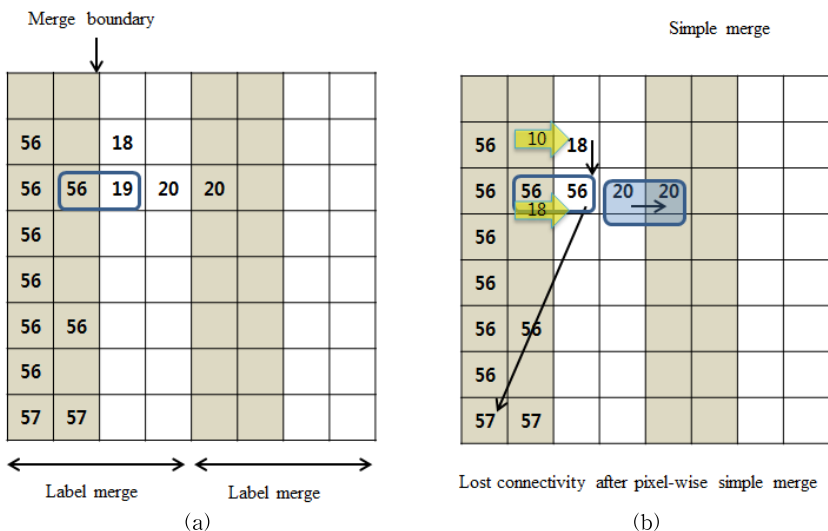 Merge boundary
Simple merge
56 18
56 56 19 20 20
56
56
56 56
56
57 57
Label merge
Label merge
(a)
56 10 18
56 56 56 20 20
18
56
56
56 56
56
57 57
Lost connectivity after pixel-wise simple merge
(b)